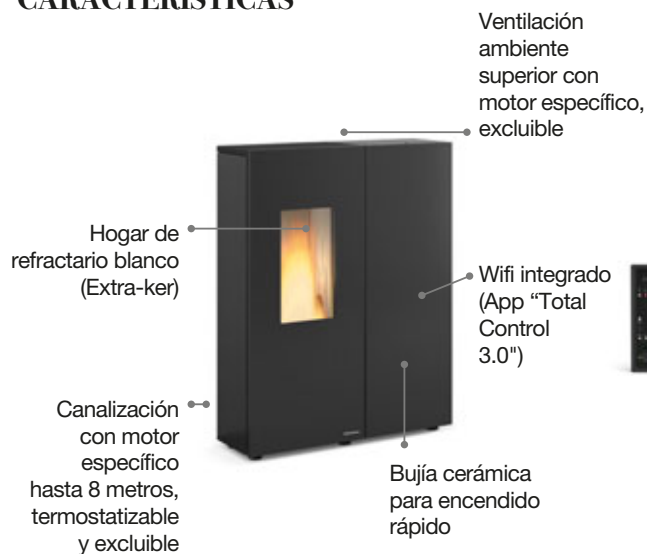 CARACTERÍSTICAS
Ventilación
ambiente
superior con
motor específico,
excluible
Hogar de
refractario blanco
(Extra-ker)
Wifi integrado
(App “Total
Control
3.0")
Canalización
con motor
específico
hasta 8 metros,
termostatizable
y excluible
Bujía cerámica
para encendido
rápido